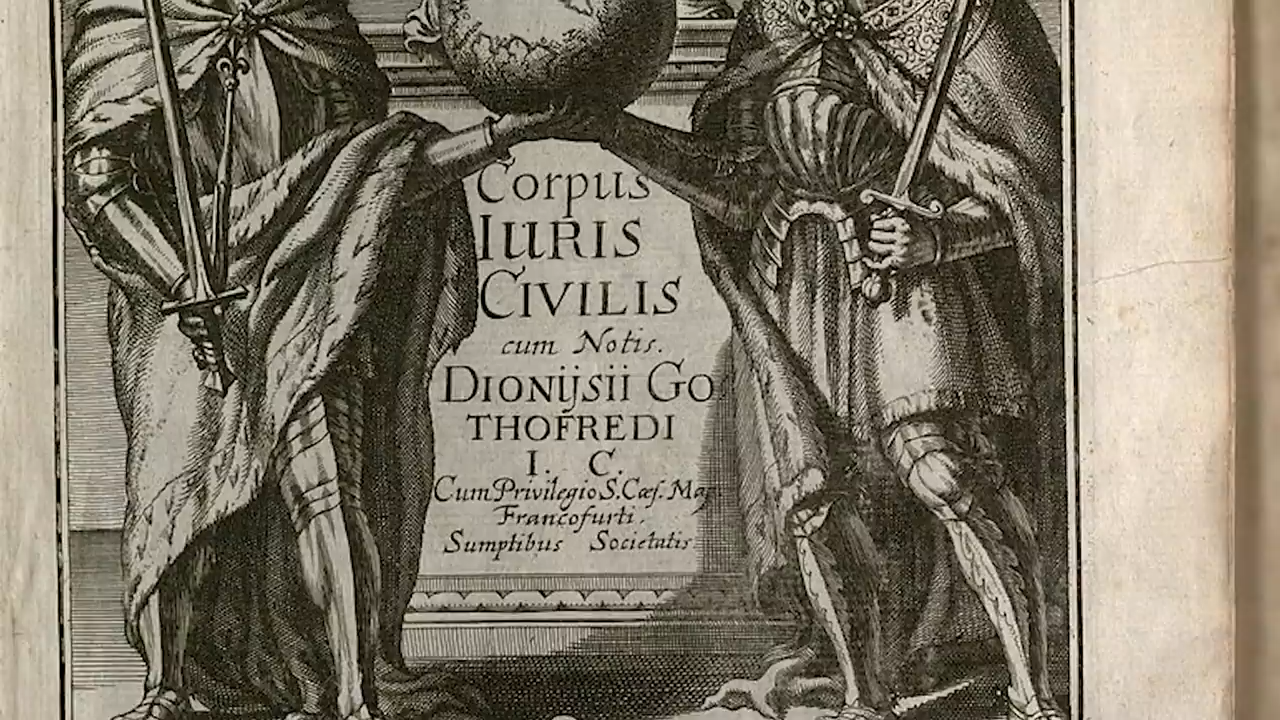 Corpus
IURIS
CIVILIS
cum Notis.
DIONIJSII GO
THOFREDI
I. C.
Cum Privilegio S. Cæs. Maj.
Francofurti.
Sumptibus Societatis